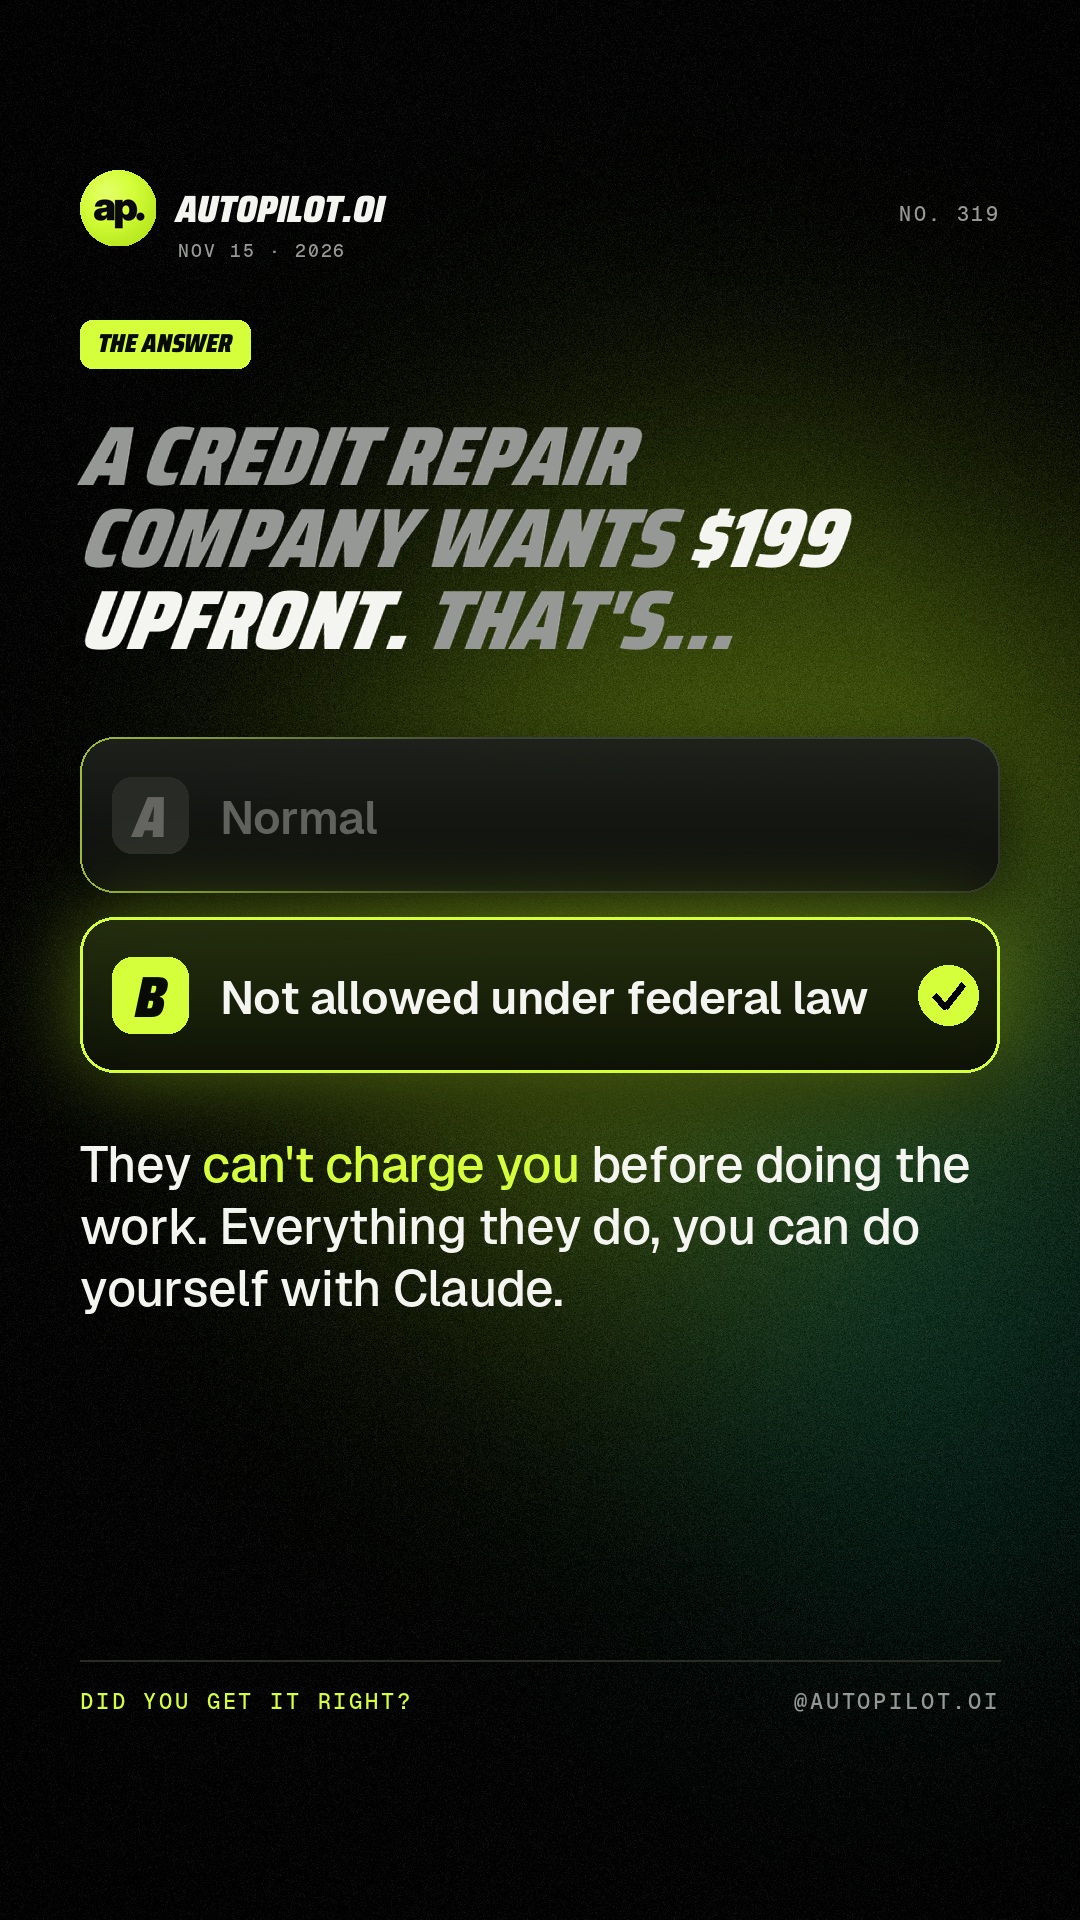 ap.
AUTOPILOT.OI
NO. 319
NOV 15 · 2026
THE ANSWER
A CREDIT REPAIR
COMPANY WANTS $199
UPFRONT. THAT'S...
A Normal
B Not allowed under federal law
They can't charge you before doing the
work. Everything they do, you can do
yourself with Claude.
DID YOU GET IT RIGHT?
@AUTOPILOT.OI